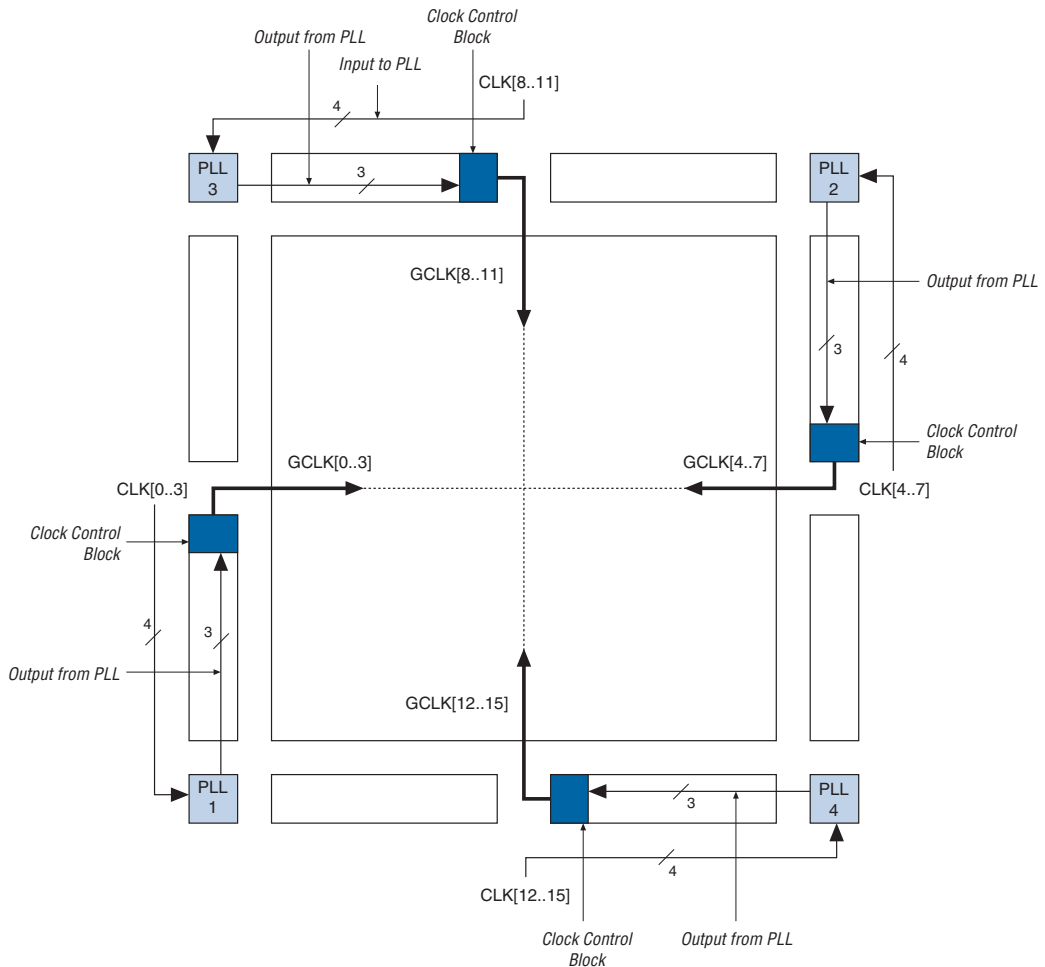 Clock Control
Block
Output from PLL
Input to PLL
CLK[8..11]
4
PLL
3
3
PLL
2
GCLK[8..11]
Output from PLL
3
4
Clock Control
Block
GCLK[0..3]
GCLK[4..7]
CLK[0..3]
CLK[4..7]
Clock Control
Block
4
3
Output from PLL
GCLK[12..15]
PLL
1
3
PLL
4
4
CLK[12..15]
Clock Control
Block
Output from PLL